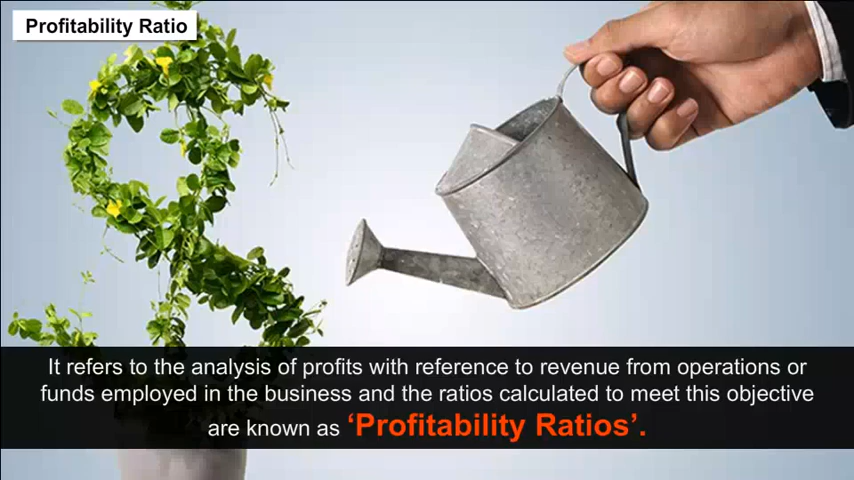 Profitability Ratio
It refers to the analysis of profits with reference to revenue from operations or
funds employed in the business and the ratios calculated to meet this objective
are known as ‘Profitability Ratios’.